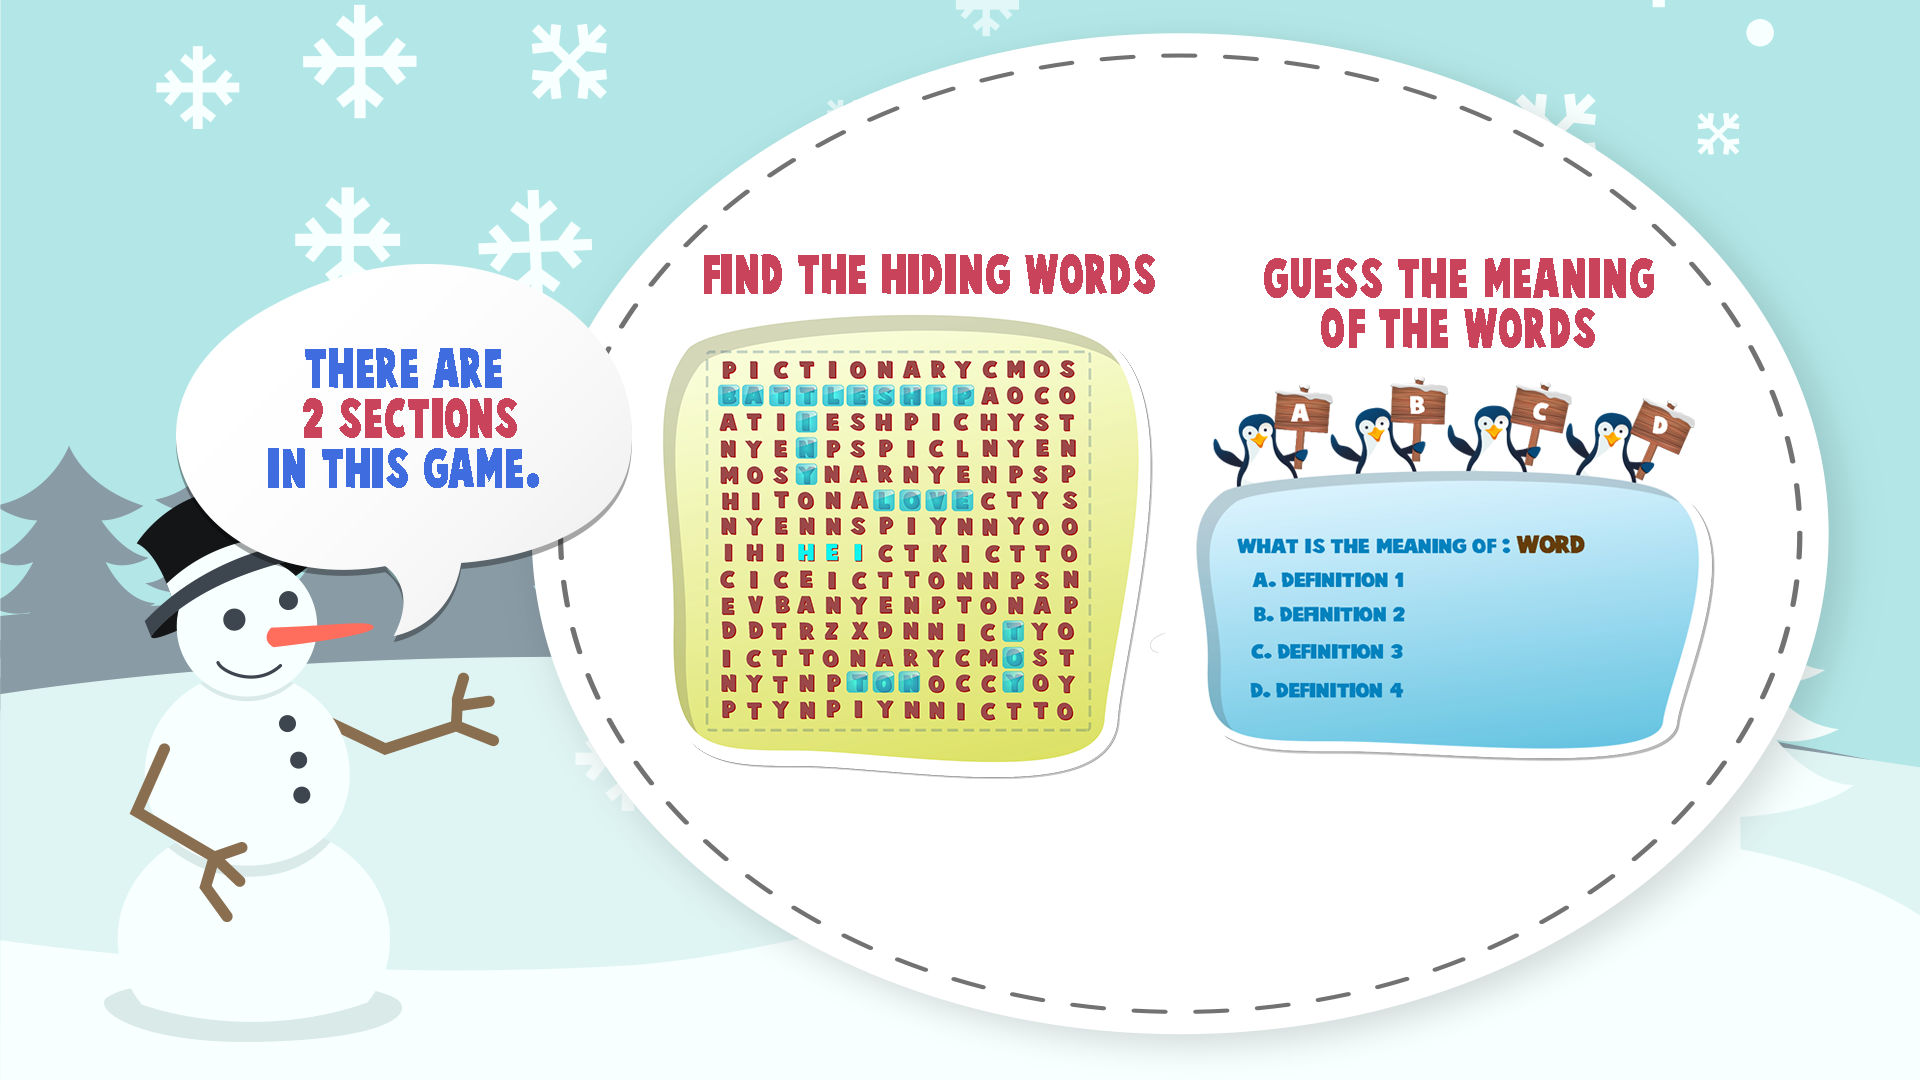 THERE ARE
2 SECTIONS
IN THIS GAME.
FIND THE HIDING WORDS
P I C T I O N A R Y C M O S
B A T T L E S H I P A O C O
A T I I E S H P I C H Y S T
N Y E N P S P I C L N Y E N
M O S Y N A R N Y E N P S P
H I T O N A L O V E C T Y S
N Y E N N S P I Y N N Y O O
I H I H E I C T K I C T T O
C I C E I C T T O N N P S N
E V B A N Y E N P T O N A P
D D T R Z X D N N I C T Y O
I C T T O N A R Y C M O S T
N Y T N P T O N O C C Y O Y
P T Y N P I Y N N I C T T O
GUESS THE MEANING
OF THE WORDS
A B C D
WHAT IS THE MEANING OF : WORD
A. DEFINITION 1
B. DEFINITION 2
C. DEFINITION 3
D. DEFINITION 4